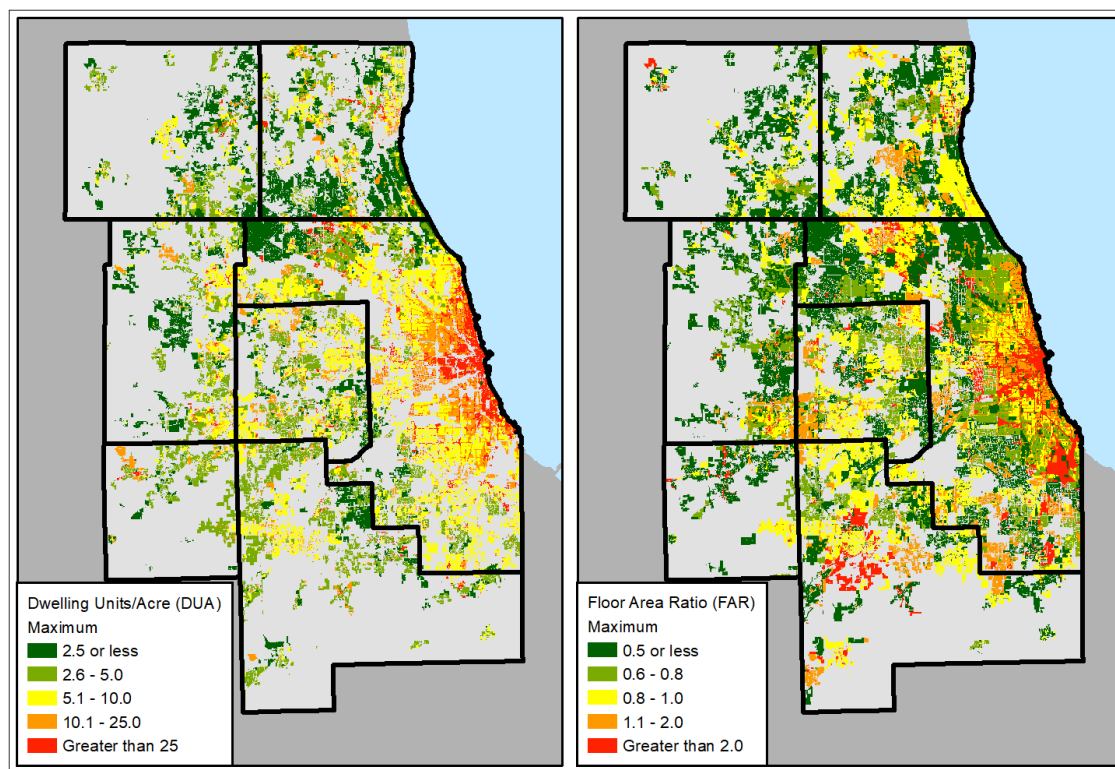 Dwelling Units/Acre (DUA)
Maximum
2.5 or less
2.6 - 5.0
5.1 - 10.0
10.1 - 25.0
Greater than 25
Floor Area Ratio (FAR)
Maximum
0.5 or less
0.6 - 0.8
0.8 - 1.0
1.1 - 2.0
Greater than 2.0